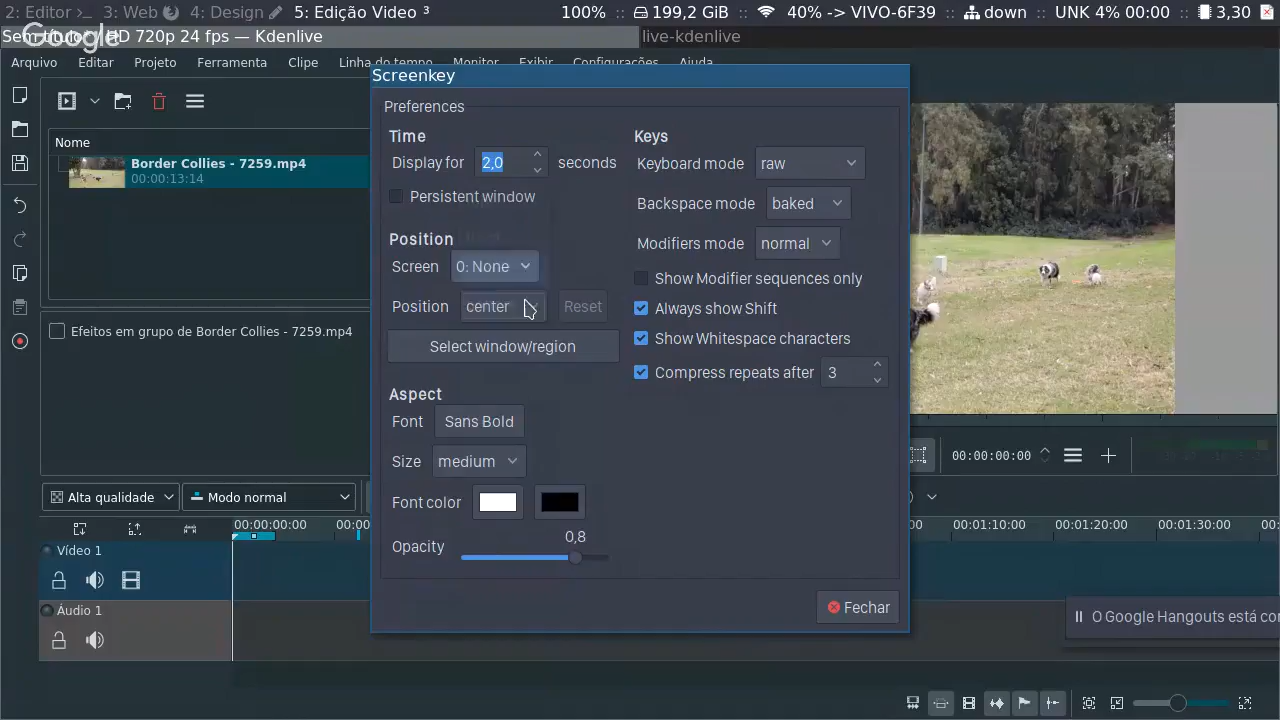 2: Editor >_ 3: Web 4: Design 5: Edição Video ³ 100% :: 199,2 GiB :: 40% -> VIVO-6F39 :: down :: UNK 4% 00:00 :: 3,30
Google
HD 720p 24 fps — Kdenlive live-kdenlive
Arquivo Editar Projeto Ferramenta Clipe Linha do tempo Monitor Exibir Configurações Ajuda
Screenkey
Preferences
Nome
Border Collies - 7259.mp4
00:00:13:14
Efeitos em grupo de Border Collies - 7259.mp4
Time
Display for 2,0 seconds
Persistent window
Position
Screen 0: None
Position center Reset
Select window/region
Aspect
Font Sans Bold
Size medium
Font color
Opacity 0,8
Keys
Keyboard mode raw
Backspace mode baked
Modifiers mode normal
Show Modifier sequences only
Always show Shift
Show Whitespace characters
Compress repeats after 3
Fechar
00:00:00:00
Alta qualidade Modo normal
00:00:00:00 00:00 00:01:10:00 00:01:20:00 00:01:30:00
Vídeo 1
Áudio 1
O Google Hangouts está